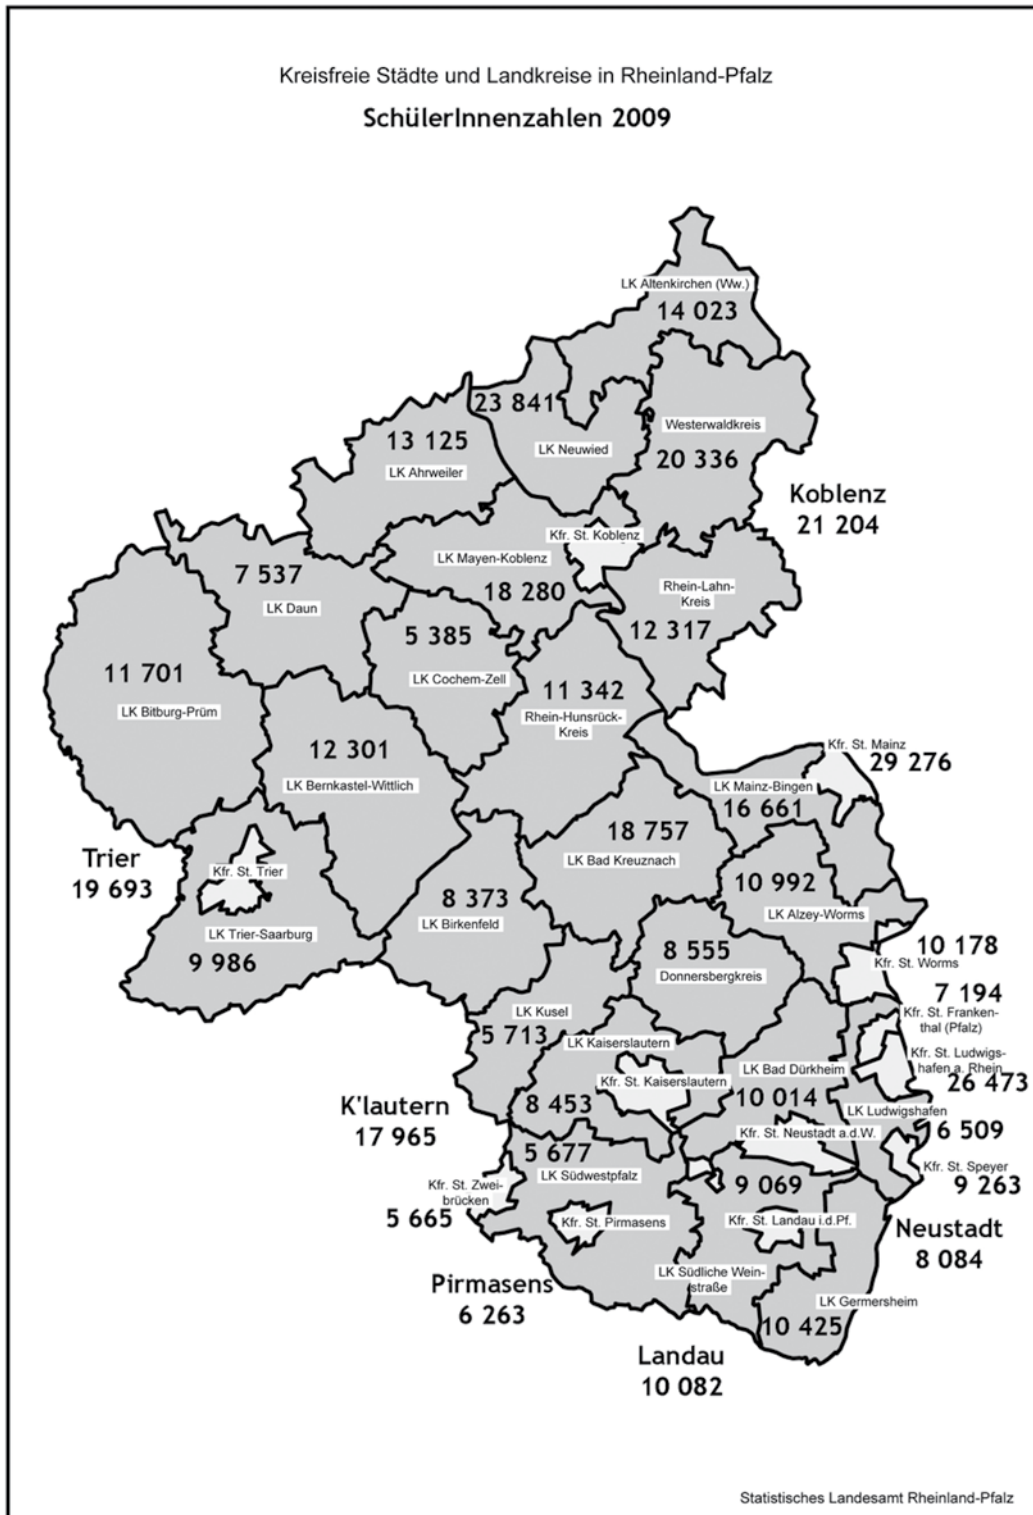 Kreisfreie Städte und Landkreise in Rheinland-Pfalz
SchülerInnenzahlen 2009
LK Altenkirchen (Ww.)
14 023
23 841
LK Neuwied
Westerwaldkreis
20 336
13 125
LK Ahrweiler
Koblenz
21 204
Kfr. St. Koblenz
LK Mayen-Koblenz
18 280
7 537
LK Daun
Rhein-Lahn-
Kreis
12 317
5 385
LK Cochem-Zell
11 701
LK Bitburg-Prüm
11 342
Rhein-Hunsrück-
Kreis
12 301
LK Bernkastel-Wittlich
Kfr. St. Mainz
29 276
LK Mainz-Bingen
16 661
18 757
LK Bad Kreuznach
Trier
19 693
Kfr. St. Trier
LK Trier-Saarburg
9 986
8 373
LK Birkenfeld
10 992
LK Alzey-Worms
8 555
Donnersbergkreis
10 178
Kfr. St. Worms
7 194
Kfr. St. Franken-
thal (Pfalz)
LK Kusel
5 713
LK Kaiserslautern
8 453
Kfr. St. Kaiserslautern
K'lautern
17 965
LK Bad Dürkheim
10 014
Kfr. St. Ludwigs-
hafen a. Rhein
26 473
LK Ludwigshafen
6 509
Kfr. St. Neustadt a.d.W.
Kfr. St. Speyer
9 263
5 677
LK Südwestpfalz
Kfr. St. Zwei-
brücken
5 665
Kfr. St. Pirmasens
9 069
Kfr. St. Landau i.d.Pf.
Neustadt
8 084
LK Südliche Wein-
straße
Pirmasens
6 263
LK Germersheim
10 425
Landau
10 082
Statistisches Landesamt Rheinland-Pfalz